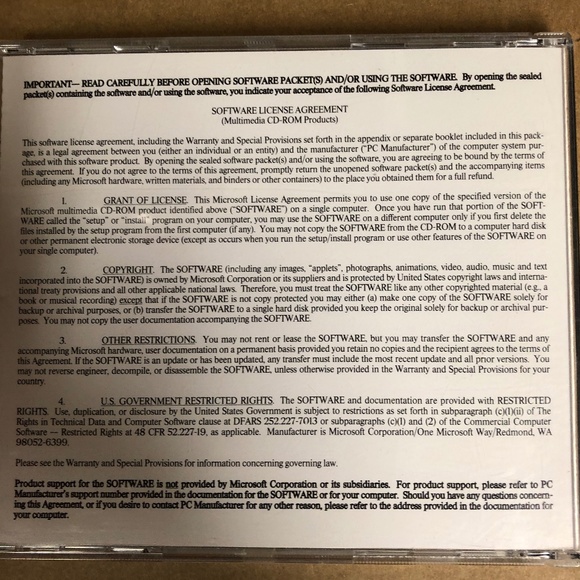 IMPORTANT— READ CAREFULLY BEFORE OPENING SOFTWARE PACKET(S) AND/OR USING THE SOFTWARE. By opening the sealed
packet(s) containing the software and/or using the software, you indicate your acceptance of the following Software License Agreement.
SOFTWARE LICENSE AGREEMENT
(Multimedia CD-ROM Products)
This software license agreement, including the Warranty and Special Provisions set forth in the appendix or separate booklet included in this pack-
age, is a legal agreement between you (either an individual or an entity) and the manufacturer ("PC Manufacturer") of the computer system pur-
chased with this software product. By opening the sealed software packet(s) and/or using the software, you are agreeing to be bound by the terms of
this agreement. If you do not agree to the terms of this agreement, promptly return the unopened software packet(s) and the accompanying items
(including any Microsoft hardware, written materials, and binders or other containers) to the place you obtained them for a full refund.
1. GRANT OF LICENSE. This Microsoft License Agreement permits you to use one copy of the specified version of the
Microsoft multimedia CD-ROM product identified above ("SOFTWARE") on a single computer. Once you have run that portion of the SOFT-
WARE called the "setup" or "install" program on your computer, you may use the SOFTWARE on a different computer only if you first delete the
files installed by the setup program from the first computer (if any). You may not copy the SOFTWARE from the CD-ROM to a computer hard disk
or other permanent electronic storage device (except as occurs when you run the setup/install program or use other features of the SOFTWARE on
your single computer).
2. COPYRIGHT. The SOFTWARE (including any images, "applets", photographs, animations, video, audio, music and text
incorporated into the SOFTWARE) is owned by Microsoft Corporation or its suppliers and is protected by United States copyright laws and interna-
tional treaty provisions and all other applicable national laws. Therefore, you must treat the SOFTWARE like any other copyrighted material (e.g., a
book or musical recording) except that if the SOFTWARE is not copy protected you may either (a) make one copy of the SOFTWARE solely for
backup or archival purposes, or (b) transfer the SOFTWARE to a single hard disk provided you keep the original solely for backup or archival pur-
poses. You may not copy the user documentation accompanying the SOFTWARE.
3. OTHER RESTRICTIONS. You may not rent or lease the SOFTWARE, but you may transfer the SOFTWARE and any
accompanying Microsoft hardware, user documentation on a permanent basis provided you retain no copies and the recipient agrees to the terms of
this Agreement. If the SOFTWARE is an update or has been updated, any transfer must include the most recent update and all prior versions. You
may not reverse engineer, decompile, or disassemble the SOFTWARE, unless otherwise provided in the Warranty and Special Provisions for your
country.
4. U.S. GOVERNMENT RESTRICTED RIGHTS. The SOFTWARE and documentation are provided with RESTRICTED
RIGHTS. Use, duplication, or disclosure by the United States Government is subject to restrictions as set forth in subparagraph (c)(1)(ii) of The
Rights in Technical Data and Computer Software clause at DFARS 252.227-7013 or subparagraphs (c)(1) and (2) of the Commercial Computer
Software — Restricted Rights at 48 CFR 52.227-19, as applicable. Manufacturer is Microsoft Corporation/One Microsoft Way/Redmond, WA
98052-6399.
Please see the Warranty and Special Provisions for information concerning governing law.
Product support for the SOFTWARE is not provided by Microsoft Corporation or its subsidiaries. For product support, please refer to PC
Manufacturer's support number provided in the documentation for the SOFTWARE or for your computer. Should you have any questions concern-
ing this Agreement, or if you desire to contact PC Manufacturer for any other reason, please refer to the address provided in the documentation for
your computer.